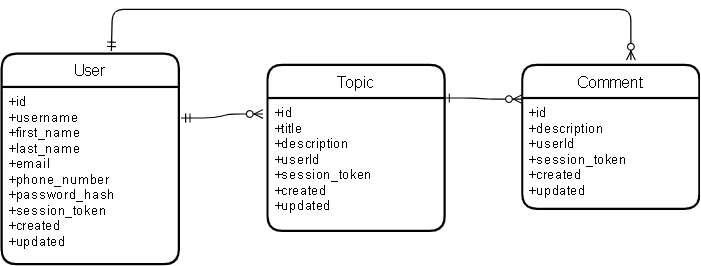 User
+id
+username
+first_name
+last_name
+email
+phone_number
+password_hash
+session_token
+created
+updated
Topic
+id
+title
+description
+userId
+session_token
+created
+updated
Comment
+id
+description
+userId
+session_token
+created
+updated